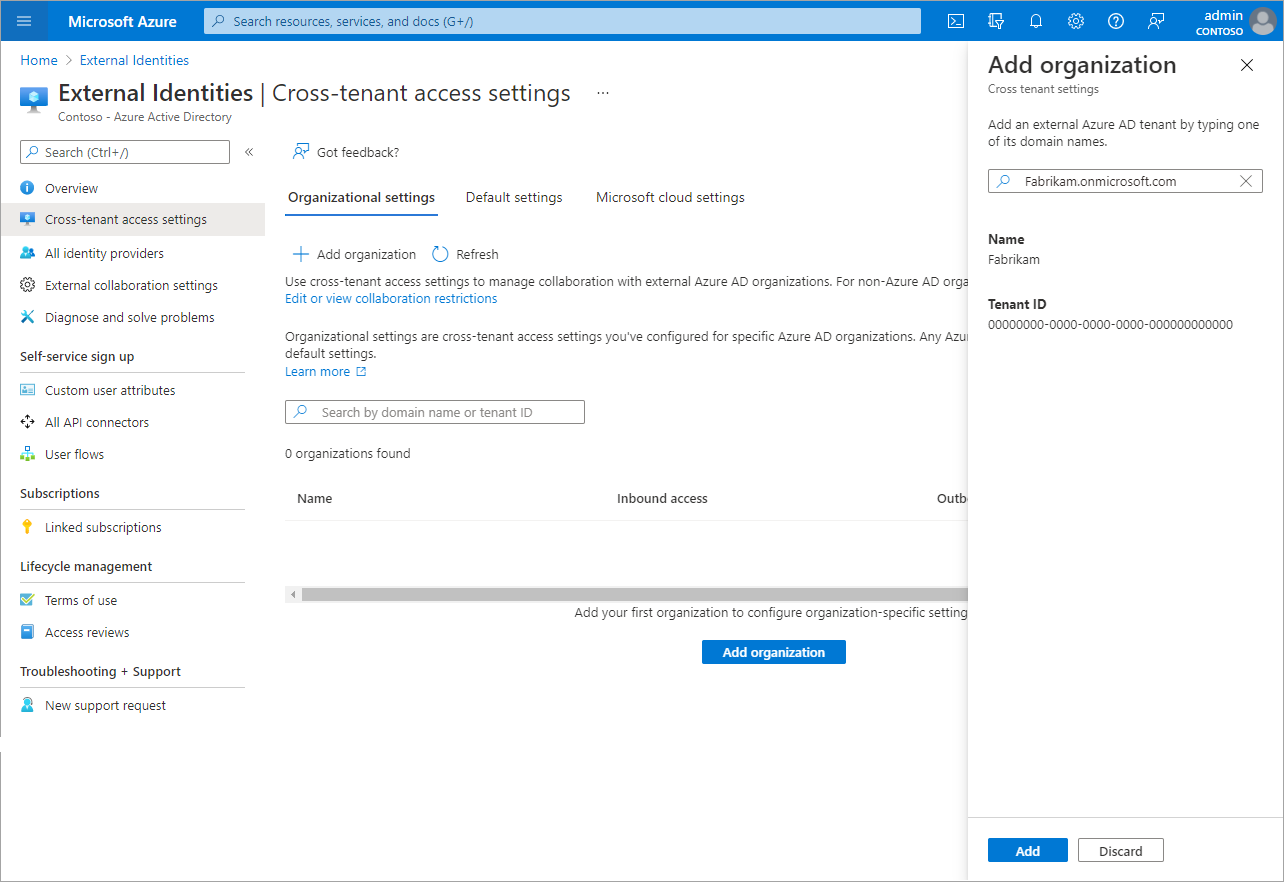 Microsoft Azure
Search resources, services, and docs (G+/)
admin
CONTOSO
Home > External Identities
External Identities | Cross-tenant access settings ...
Contoso - Azure Active Directory
Search (Ctrl+/)
«
Overview
Cross-tenant access settings
All identity providers
External collaboration settings
Diagnose and solve problems
Self-service sign up
Custom user attributes
All API connectors
User flows
Subscriptions
Linked subscriptions
Lifecycle management
Terms of use
Access reviews
Troubleshooting + Support
New support request
Got feedback?
Organizational settings Default settings Microsoft cloud settings
Add organization Refresh
Use cross-tenant access settings to manage collaboration with external Azure AD organizations. For non-Azure AD orga
Edit or view collaboration restrictions
Organizational settings are cross-tenant access settings you've configured for specific Azure AD organizations. Any Azu
default settings.
Learn more
Search by domain name or tenant ID
0 organizations found
Name Inbound access Outb
Add your first organization to configure organization-specific setting
Add organization
Add organization
Cross tenant settings
Add an external Azure AD tenant by typing one
of its domain names.
Fabrikam.onmicrosoft.com
Name
Fabrikam
Tenant ID
00000000-0000-0000-0000-000000000000
Add Discard